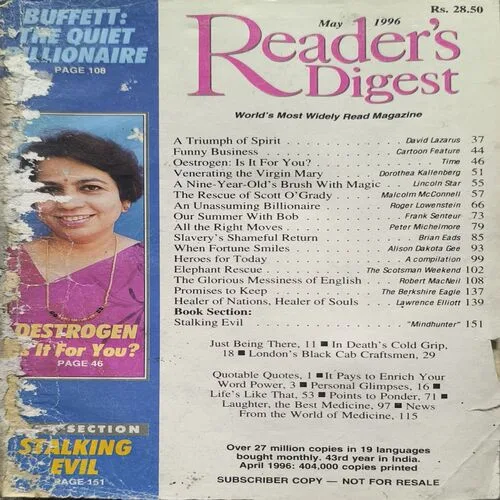 BUFFETT:
THE QUIET
PAGE 108
OESTROGEN
Is It For You?
PAGE 46
SECTION
STALKING
EVIL
PAGE 151
Rs. 28.50
May 1996
Reader's
Digest
World's Most Widely Read Magazine
A Triumph of Spirit . . . . . . . . . . . . . . . David Lazarus 37
Funny Business . . . . . . . . . . . . . . . Cartoon Feature 44
Oestrogen: Is It For You? . . . . . . . . . . . . . . . Time 46
Venerating the Virgin Mary . . . . . . Dorothea Kallenberg 51
A Nine-Year-Old's Brush With Magic . . . . . Lincoln Star 55
The Rescue of Scott O'Grady . . . . . . Malcolm McConnell 57
An Unassuming Billionaire . . . . . . . . . Roger Lowenstein 66
Our Summer With Bob . . . . . . . . . . . . . Frank Senteur 73
All the Right Moves . . . . . . . . . . . . . Peter Michelmore 79
Slavery's Shameful Return . . . . . . . . . . . . Brian Eads 85
When Fortune Smiles . . . . . . . . . . . Alison Dakota Gee 93
Heroes for Today . . . . . . . . . . . . . . . A compilation 99
Elephant Rescue . . . . . . . . . . The Scotsman Weekend 102
The Glorious Messiness of English . . . . . Robert MacNeil 108
Promises to Keep . . . . . . . . . . . The Berkshire Eagle 137
Healer of Nations, Healer of Souls . . . . Lawrence Elliott 139
Book Section:
Stalking Evil . . . . . . . . . . . . . . . . . . "Mindhunter" 151
Just Being There, 11 ■ In Death's Cold Grip,
18 ■ London's Black Cab Craftsmen, 29
Quotable Quotes, 1 ■ It Pays to Enrich Your
Word Power, 3 ■ Personal Glimpses, 16 ■
Life's Like That, 53 ■ Points to Ponder, 71 ■
Laughter, the Best Medicine, 97 ■ News
From the World of Medicine, 115
Over 27 million copies in 19 languages
bought monthly. 43rd year in India.
April 1996: 404,000 copies printed
SUBSCRIBER COPY — NOT FOR RESALE